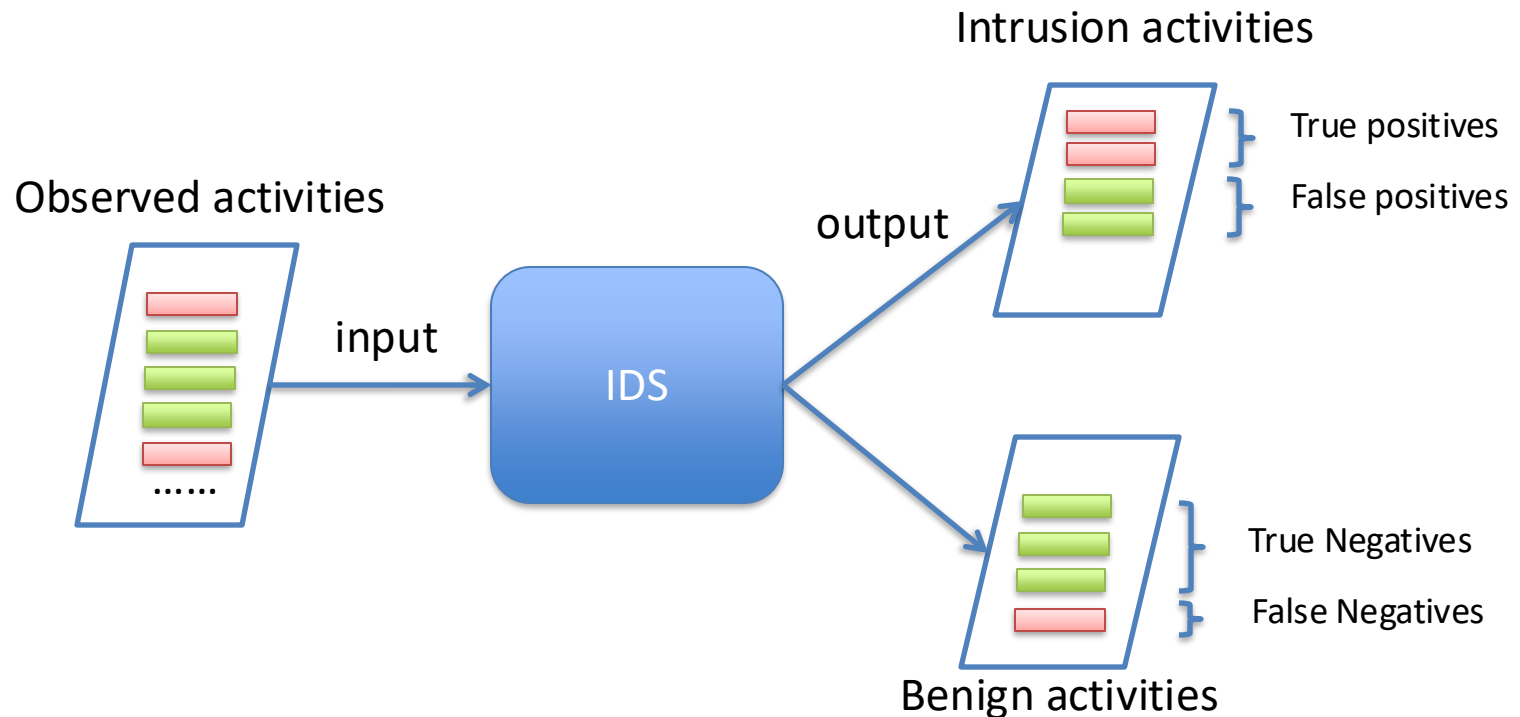 Intrusion activities
True positives
False positives
Observed activities
output
input
IDS
......
True Negatives
False Negatives
Benign activities